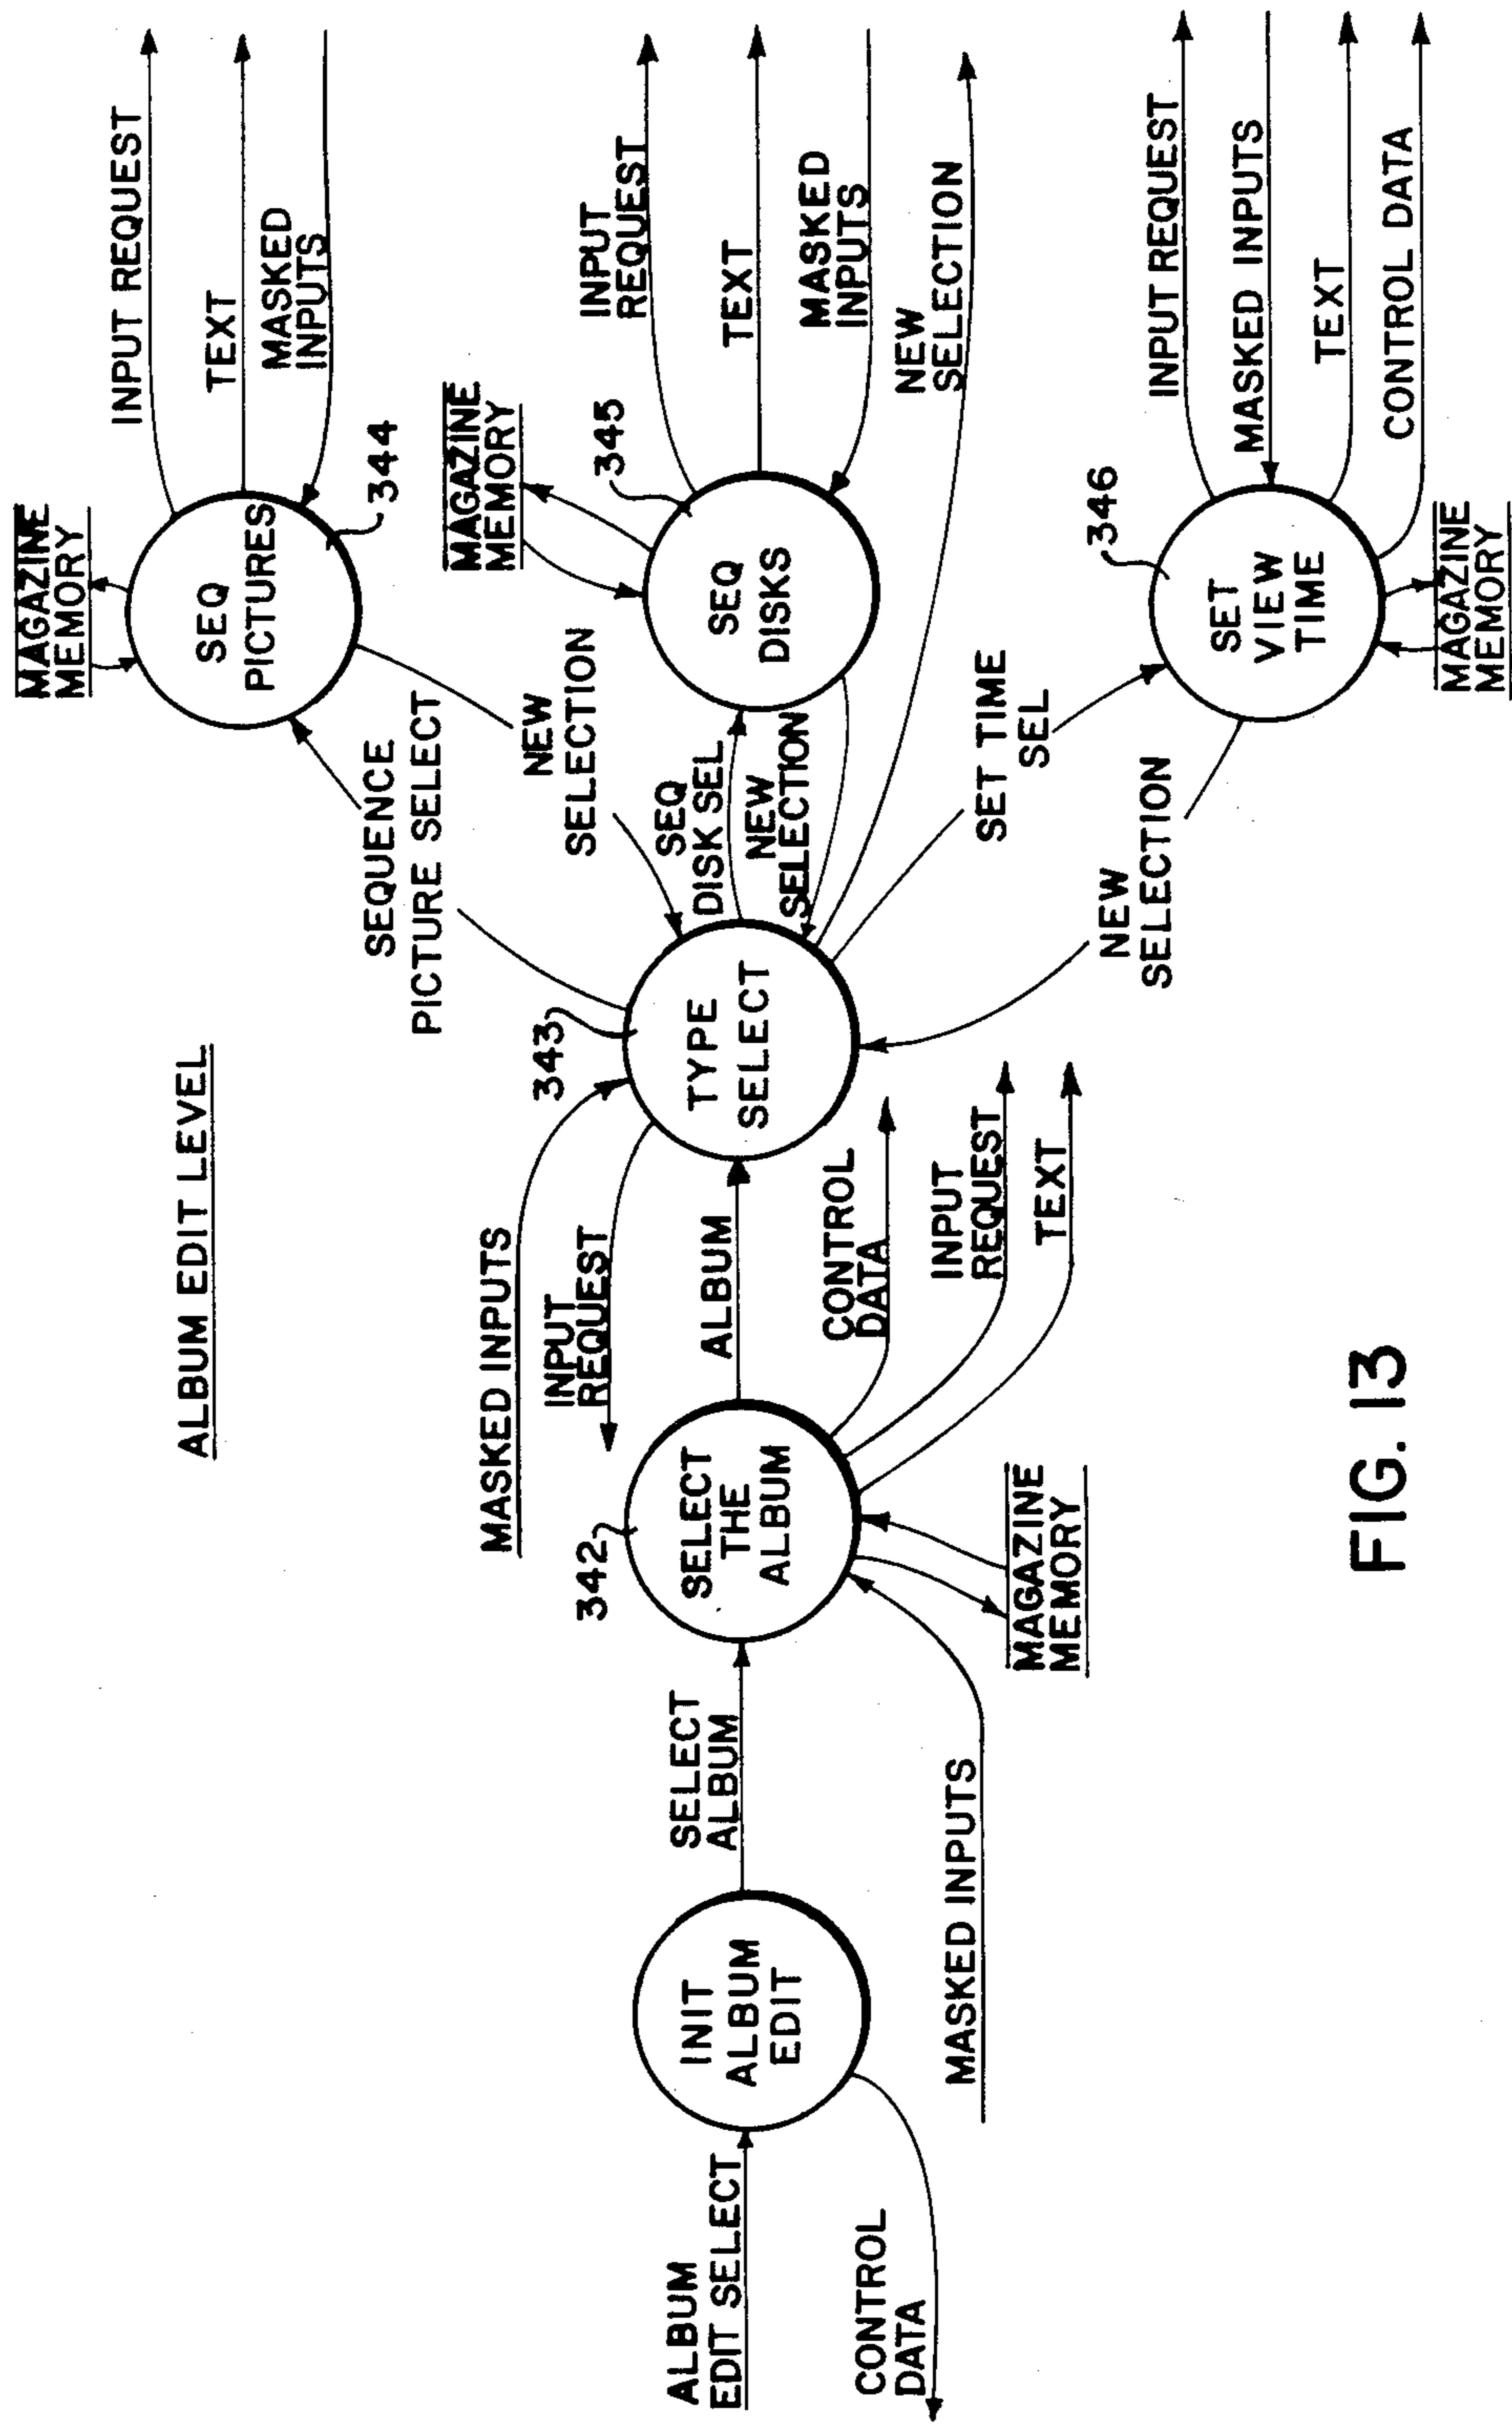 ALBUM EDIT LEVEL
MAGAZINE
MEMORY
SEQ
PICTURES
344
INPUT REQUEST
TEXT
MASKED
INPUTS
SEQUENCE
PICTURE SELECT
NEW
SELECTION
MAGAZINE
MEMORY
345
SEQ
DISKS
INPUT
REQUEST
TEXT
MASKED
INPUTS
NEW
SELECTION
SEQ
DISK SEL
NEW
SELECTION
MASKED INPUTS
INPUT
REQUEST
343
TYPE
SELECT
ALBUM
342
SELECT
THE
ALBUM
CONTROL
DATA
INPUT
REQUEST
TEXT
MAGAZINE
MEMORY
SELECT
ALBUM
INIT
ALBUM
EDIT
ALBUM
EDIT SELECT
CONTROL
DATA
MASKED INPUTS
SET TIME
SEL
NEW
SELECTION
346
SET
VIEW
TIME
INPUT REQUEST
MASKED INPUTS
TEXT
CONTROL DATA
MAGAZINE
MEMORY
FIG. 13